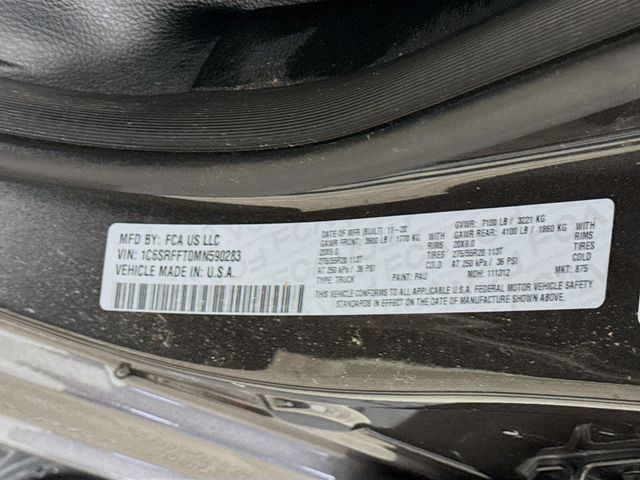 MFD BY: FCA US LLC
VIN: 1C6SRFFT0MN590283
VEHICLE MADE IN U.S.A.
DATE OF MFR (BUILT): 11-20
GAWR FRONT: 3900 LB / 1770 KG
20X9.0
275/55R20 113T
AT 250 kPa / 36 PSI
TYPE: TRUCK
PAINT: PAU
GVWR: 7100 LB / 3221 KG
GAWR REAR: 4100 LB / 1860 KG
WITH TIRES RIMS
20X9.0
275/55R20 113T
AT 250 kPa / 36 PSI
MDH: 111312
MKT: 875
WITH TIRES RIMS
THIS VEHICLE CONFORMS TO ALL APPLICABLE U.S.A. FEDERAL MOTOR VEHICLE SAFETY
STANDARDS IN EFFECT ON THE DATE OF MANUFACTURE SHOWN ABOVE.